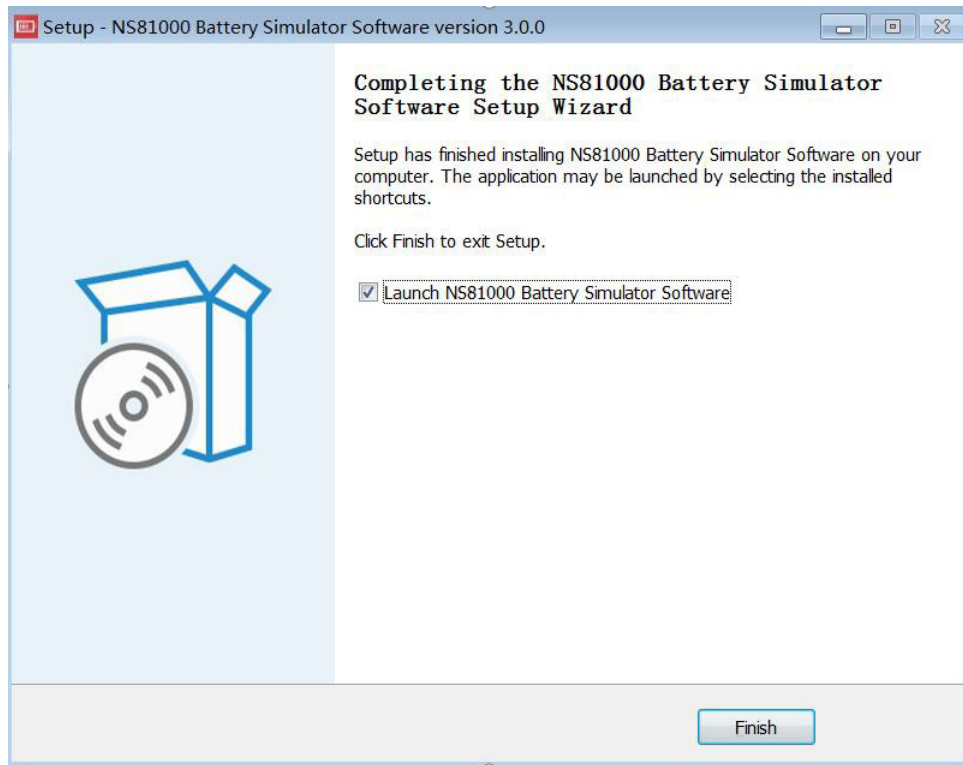 Setup - NS81000 Battery Simulator Software version 3.0.0
Completing the NS81000 Battery Simulator
Software Setup Wizard
Setup has finished installing NS81000 Battery Simulator Software on your
computer. The application may be launched by selecting the installed
shortcuts.
Click Finish to exit Setup.
Launch NS81000 Battery Simulator Software
Finish